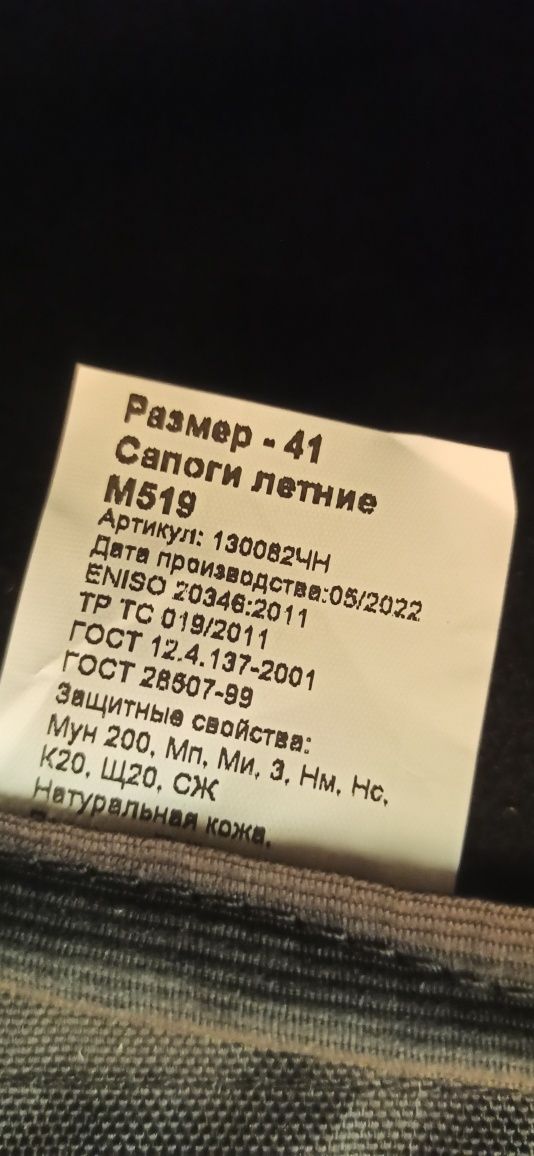 Размер - 41
Сапоги летние
М519
Артикул: 130082ЧН
Дата производства:05/2022
ENISO 20346:2011
ТР ТС 019/2011
ГОСТ 12.4.137-2001
ГОСТ 28507-99
Защитные свойства:
Мун 200, Мп, Ми, З, Нм, Нс,
К20, Щ20, СЖ
Натуральная кожа,